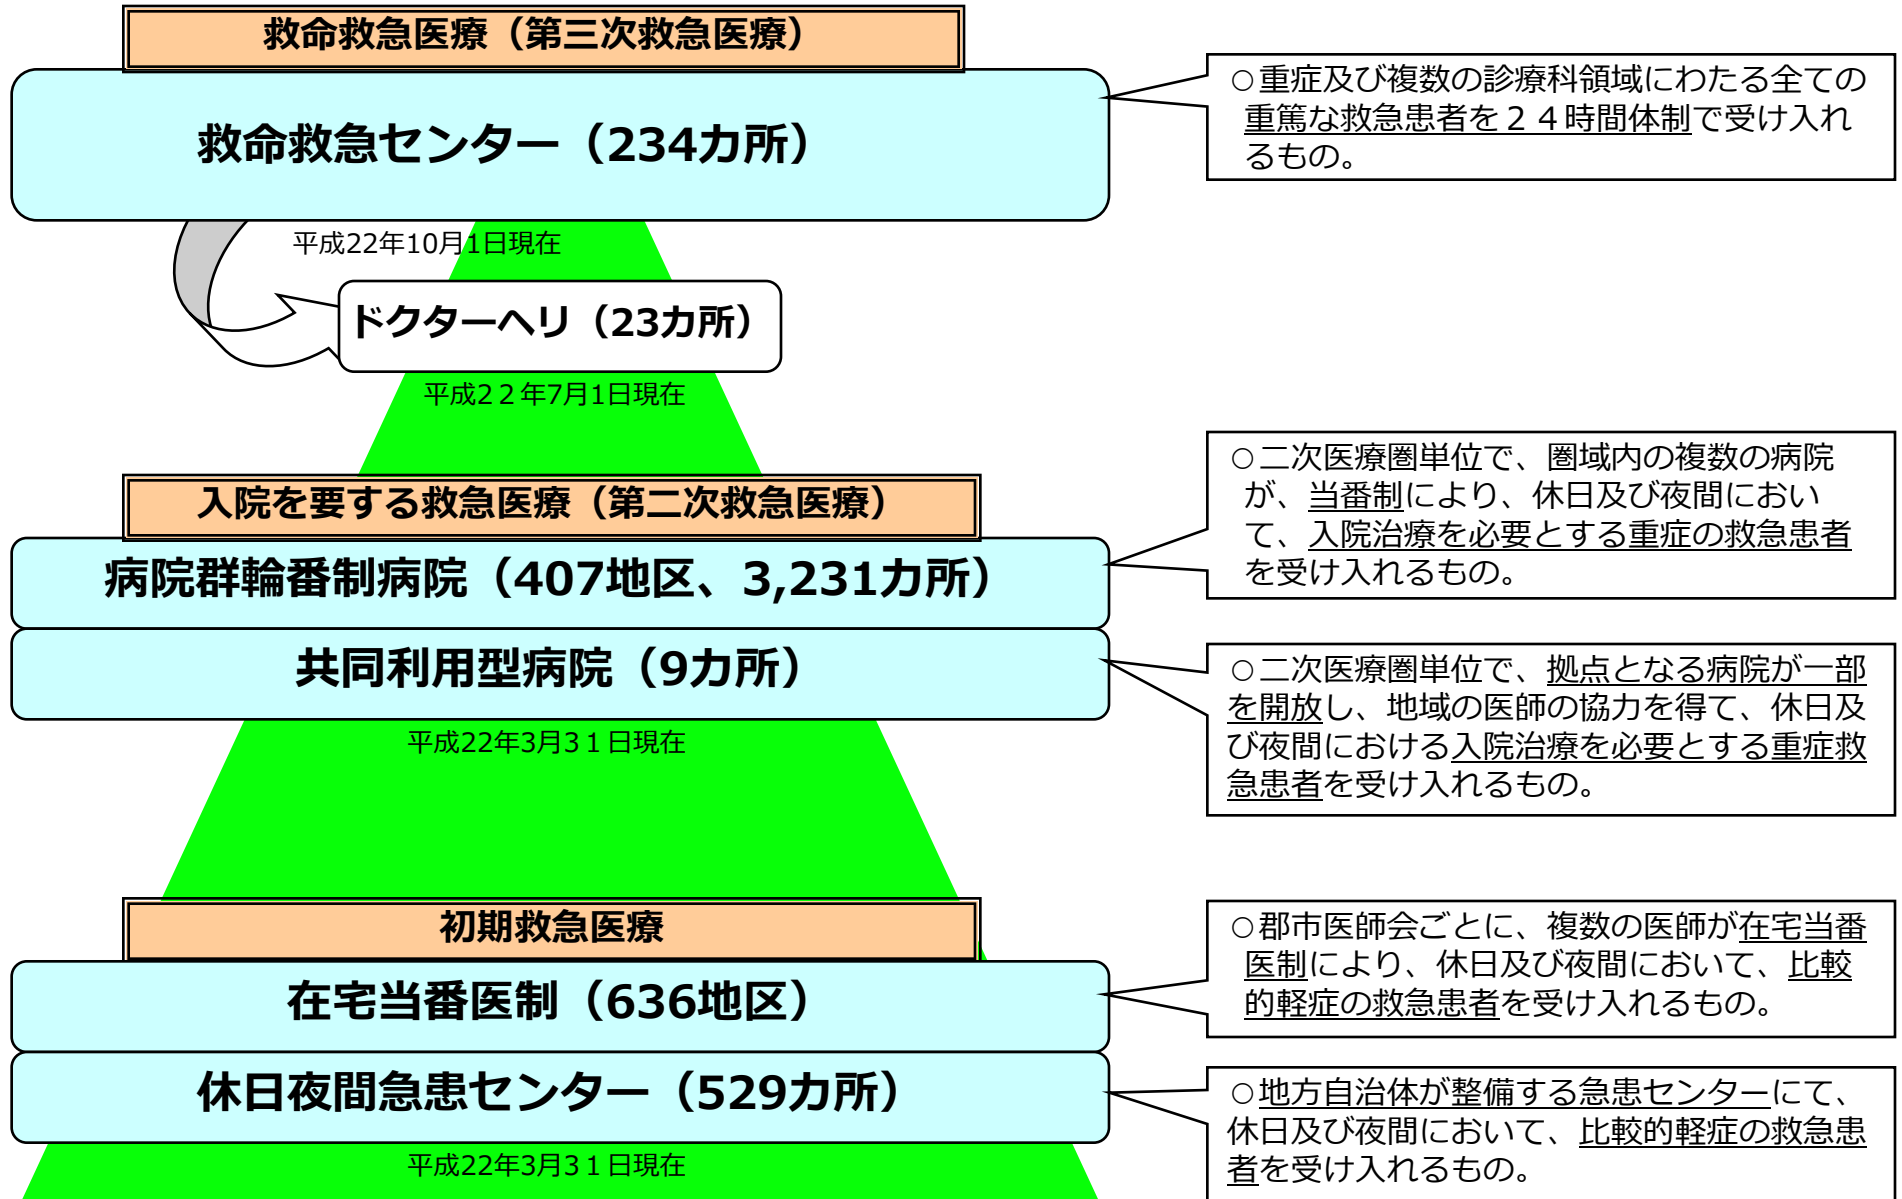 救命救急医療（第三次救急医療）
救命救急センター（234カ所）
○重症及び複数の診療科領域にわたる全ての
重篤な救急患者を２４時間体制で受け入れ
るもの。
平成22年10月1日現在
ドクターヘリ（23カ所）
平成2２年7月1日現在
入院を要する救急医療（第二次救急医療）
病院群輪番制病院（407地区、3,231カ所）
○二次医療圏単位で、圏域内の複数の病院
が、当番制により、休日及び夜間におい
て、入院治療を必要とする重症の救急患者
を受け入れるもの。
共同利用型病院（9カ所）
○二次医療圏単位で、拠点となる病院が一部
を開放し、地域の医師の協力を得て、休日及
び夜間における入院治療を必要とする重症救
急患者を受け入れるもの。
平成22年3月3１日現在
初期救急医療
在宅当番医制（636地区）
○郡市医師会ごとに、複数の医師が在宅当番
医制により、休日及び夜間において、比較
的軽症の救急患者を受け入れるもの。
休日夜間急患センター（529カ所）
○地方自治体が整備する急患センターにて、
休日及び夜間において、比較的軽症の救急患
者を受け入れるもの。
平成22年3月3１日現在